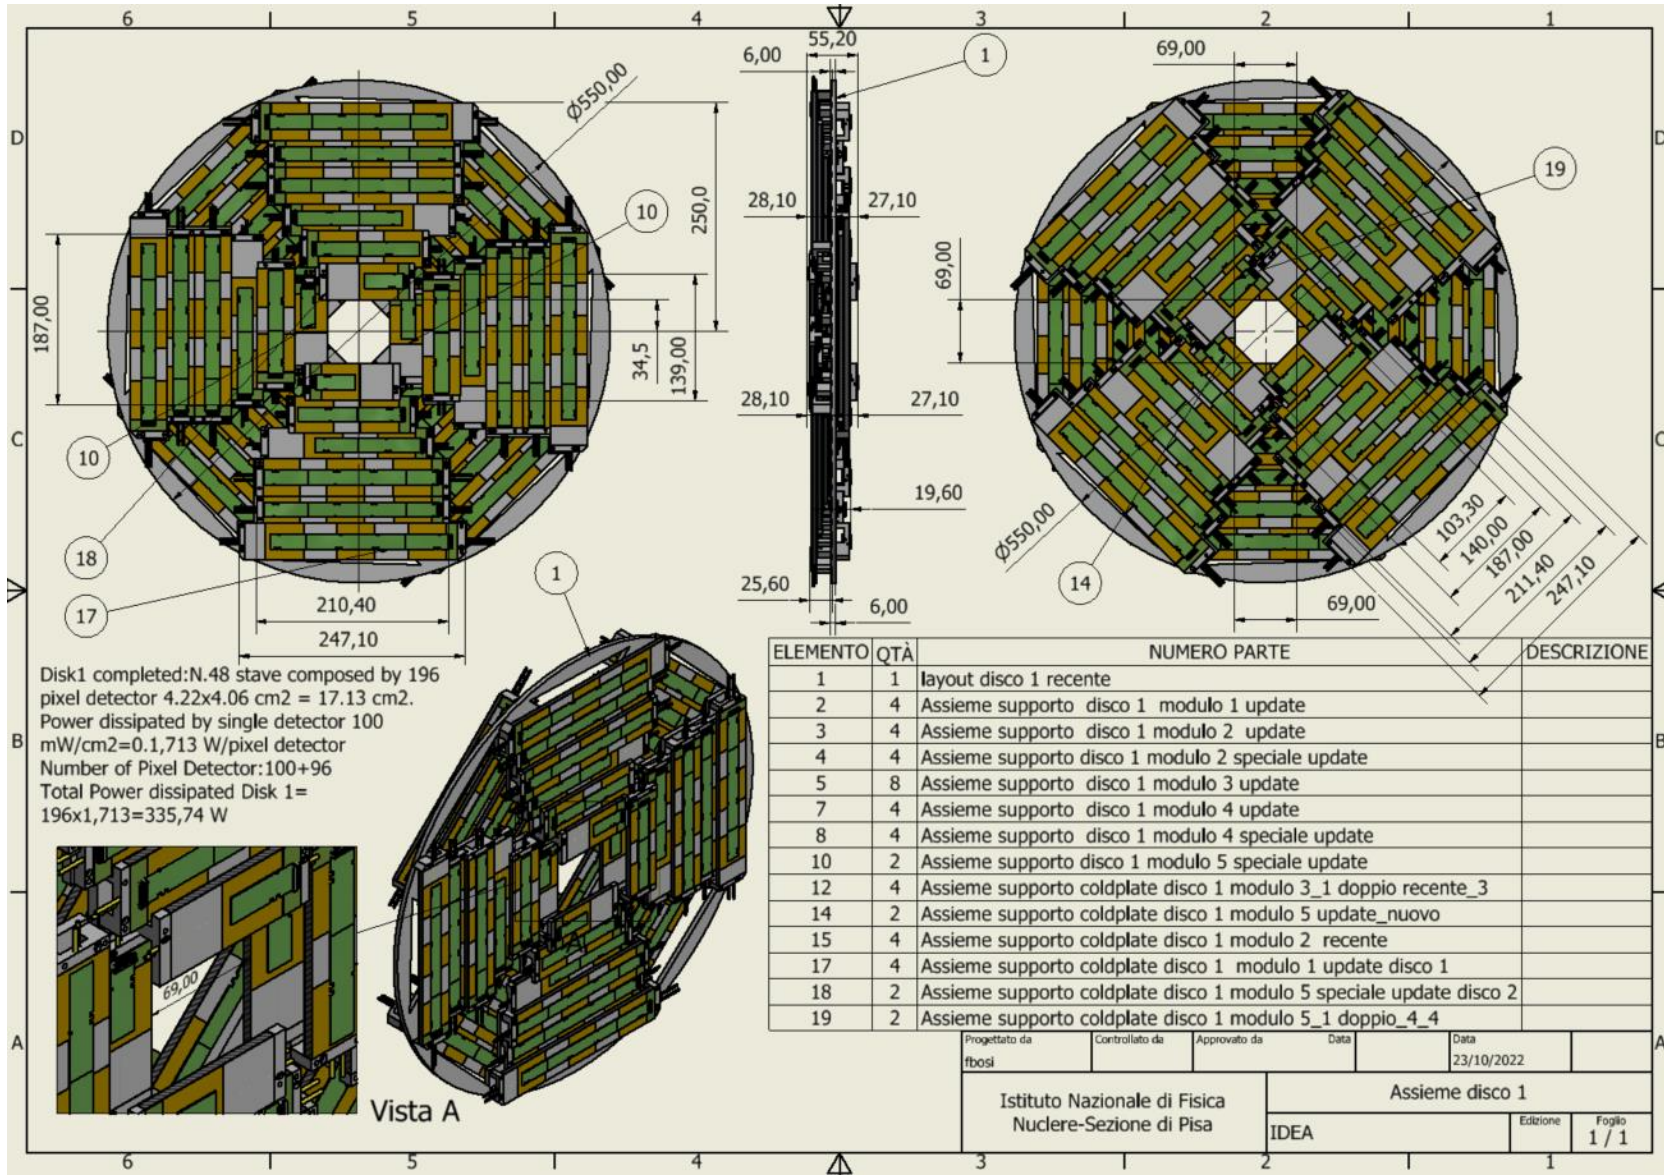 6 5 4 3 2 1
D
C
B
A
D
C
B
A
Ø550,00
250,0
10
187,00
34,5
139,00
10
18
17
210,40
247,10
55,20
6,00
1
28,10
27,10
28,10
27,10
19,60
25,60
6,00
69,00
19
69,00
Ø550,00
14
69,00
103,30
140,00
187,00
211,40
247,10
1
Disk1 completed:N.48 stave composed by 196
pixel detector 4.22x4.06 cm2 = 17.13 cm2.
Power dissipated by single detector 100
mW/cm2=0.1,713 W/pixel detector
Number of Pixel Detector:100+96
Total Power dissipated Disk 1=
196x1,713=335,74 W
69,00
A
Vista A
ELEMENTO QTÀ NUMERO PARTE DESCRIZIONE
1 1 layout disco 1 recente
2 4 Assieme supporto disco 1 modulo 1 update
3 4 Assieme supporto disco 1 modulo 2 update
4 4 Assieme supporto disco 1 modulo 2 speciale update
5 8 Assieme supporto disco 1 modulo 3 update
7 4 Assieme supporto disco 1 modulo 4 update
8 4 Assieme supporto disco 1 modulo 4 speciale update
10 2 Assieme supporto disco 1 modulo 5 speciale update
12 4 Assieme supporto coldplate disco 1 modulo 3_1 doppio recente_3
14 2 Assieme supporto coldplate disco 1 modulo 5 update_nuovo
15 4 Assieme supporto coldplate disco 1 modulo 2 recente
17 4 Assieme supporto coldplate disco 1 modulo 1 update disco 1
18 2 Assieme supporto coldplate disco 1 modulo 5 speciale update disco 2
19 2 Assieme supporto coldplate disco 1 modulo 5_1 doppio_4_4
Progettato da Controllato da Approvato da Data Data
fbosi 23/10/2022
Istituto Nazionale di Fisica
Nuclere-Sezione di Pisa
Assieme disco 1
IDEA
Edizione Foglio
1 / 1
6 5 4 3 2 1